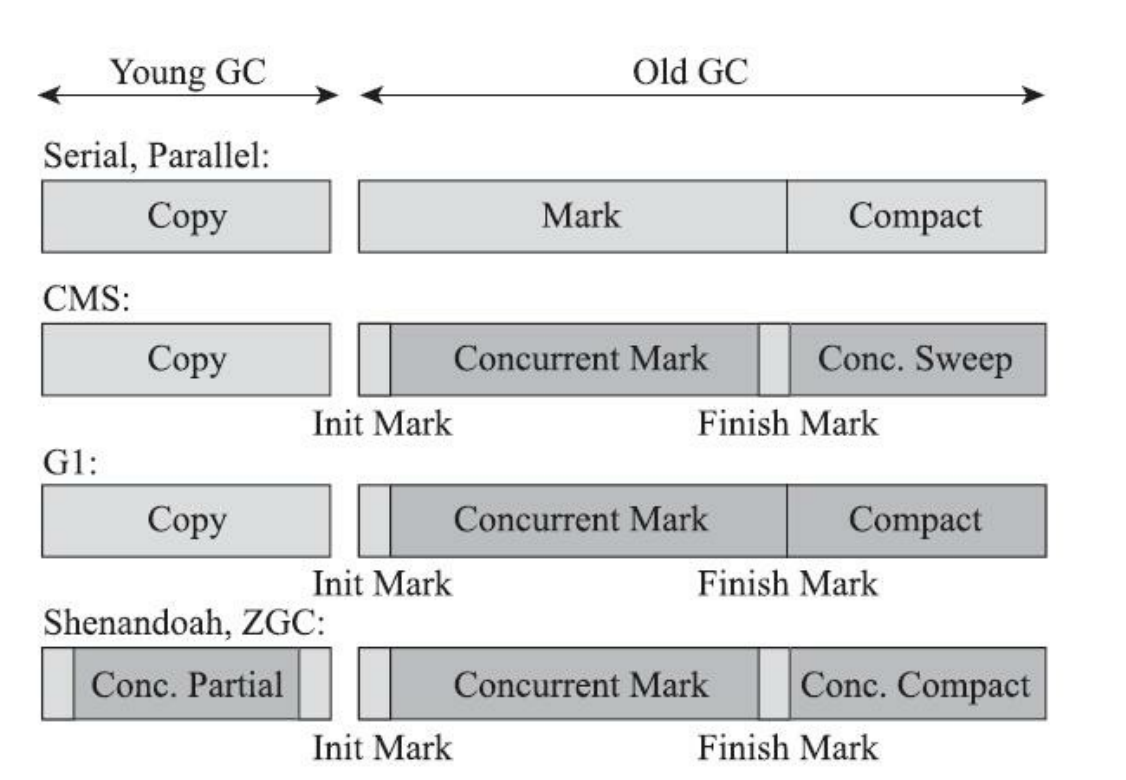 Young GC Old GC
Serial, Parallel:
Copy Mark Compact
CMS:
Copy Concurrent Mark Conc. Sweep
Init Mark Finish Mark
G1:
Copy Concurrent Mark Compact
Init Mark Finish Mark
Shenandoah, ZGC:
Conc. Partial Concurrent Mark Conc. Compact
Init Mark Finish Mark